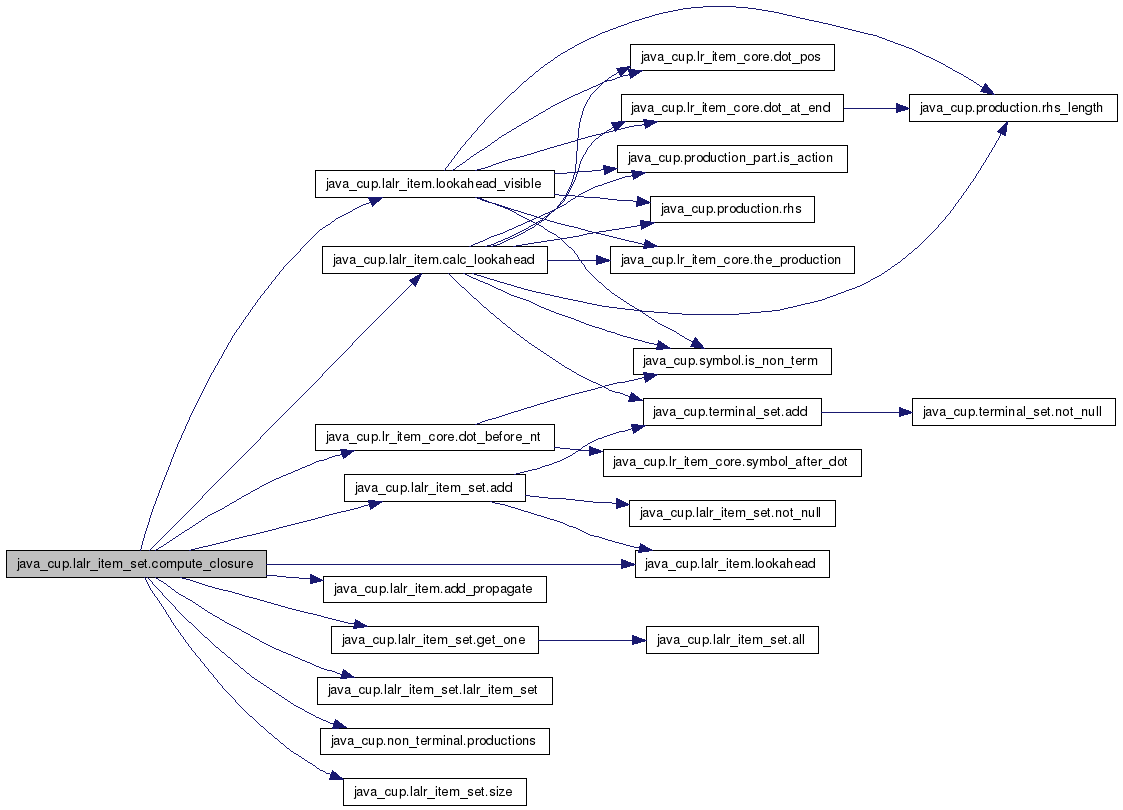 java_cup.lr_item_core.dot_pos
java_cup.lr_item_core.dot_at_end
java_cup.production.rhs_length
java_cup.production_part.is_action
java_cup.lalr_item.lookahead_visible
java_cup.production.rhs
java_cup.lalr_item.calc_lookahead
java_cup.lr_item_core.the_production
java_cup.symbol.is_non_term
java_cup.terminal_set.add
java_cup.terminal_set.not_null
java_cup.lr_item_core.dot_before_nt
java_cup.lr_item_core.symbol_after_dot
java_cup.lalr_item_set.add
java_cup.lalr_item_set.not_null
java_cup.lalr_item_set.compute_closure
java_cup.lalr_item.lookahead
java_cup.lalr_item.add_propagate
java_cup.lalr_item_set.get_one
java_cup.lalr_item_set.all
java_cup.lalr_item_set.lalr_item_set
java_cup.non_terminal.productions
java_cup.lalr_item_set.size